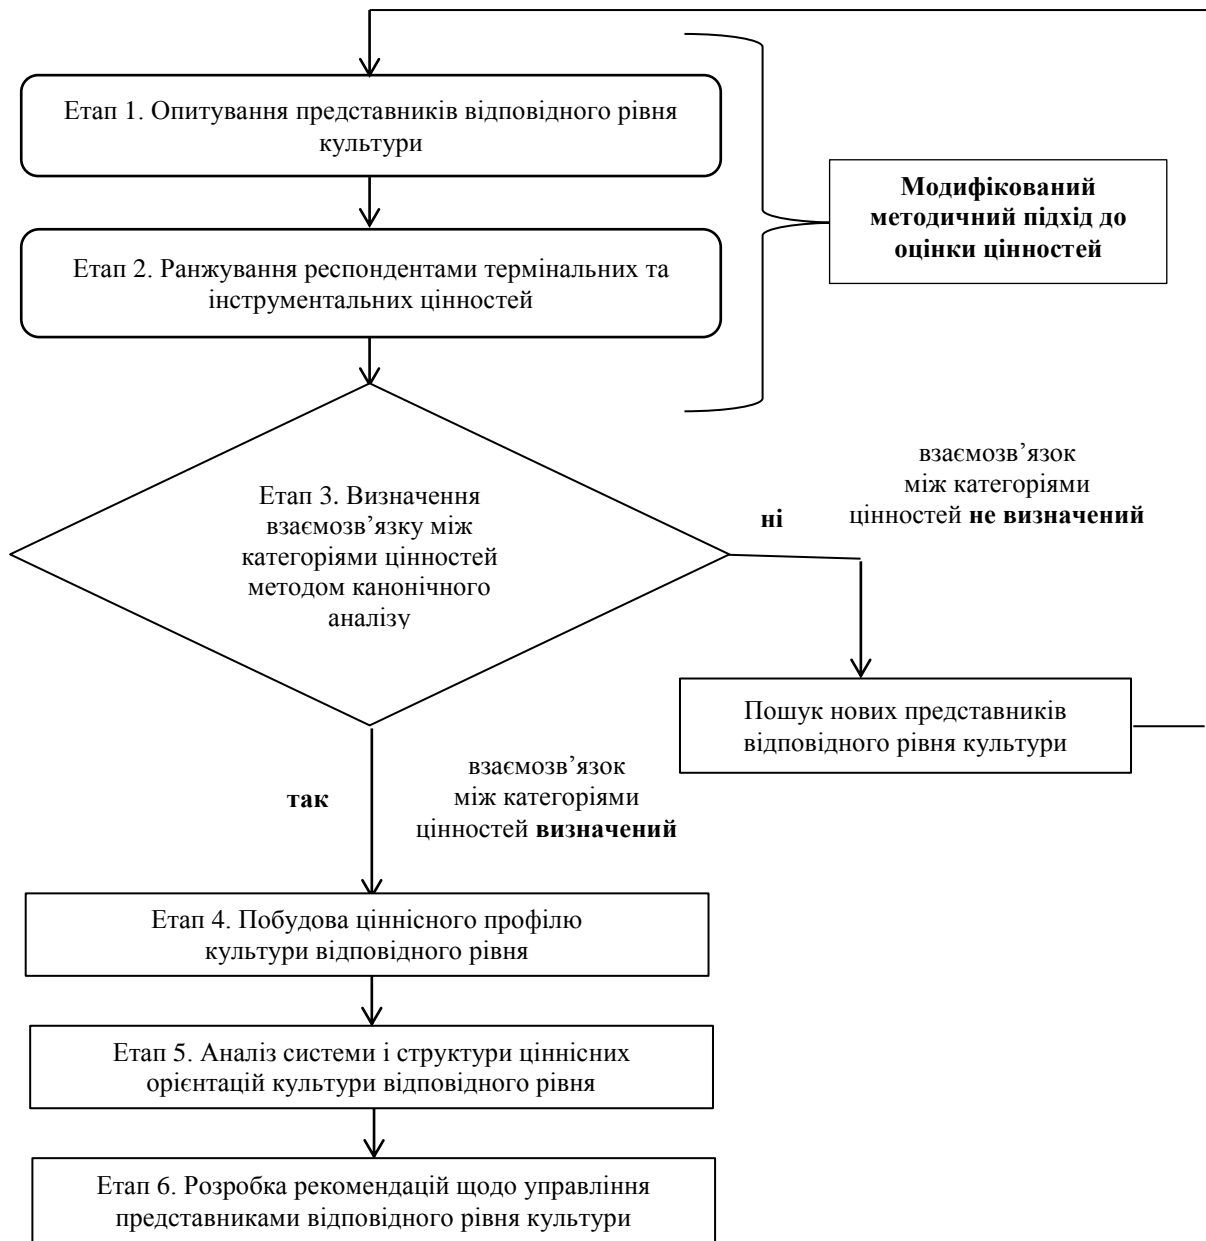 Етап 1. Опитування представників відповідного рівня
культури
Модифікований
методичний підхід до
оцінки цінностей
Етап 2. Ранжування респондентами термінальних та
інструментальних цінностей
взаємозв’язок
між категоріями
цінностей не визначений
Етап 3. Визначення
взаємозв’язку між
категоріями цінностей
методом канонічного
аналізу
ні
Пошук нових представників
відповідного рівня культури
так
взаємозв’язок
між категоріями
цінностей визначений
Етап 4. Побудова ціннісного профілю
культури відповідного рівня
Етап 5. Аналіз системи і структури ціннісних
орієнтацій культури відповідного рівня
Етап 6. Розробка рекомендацій щодо управління
представниками відповідного рівня культури